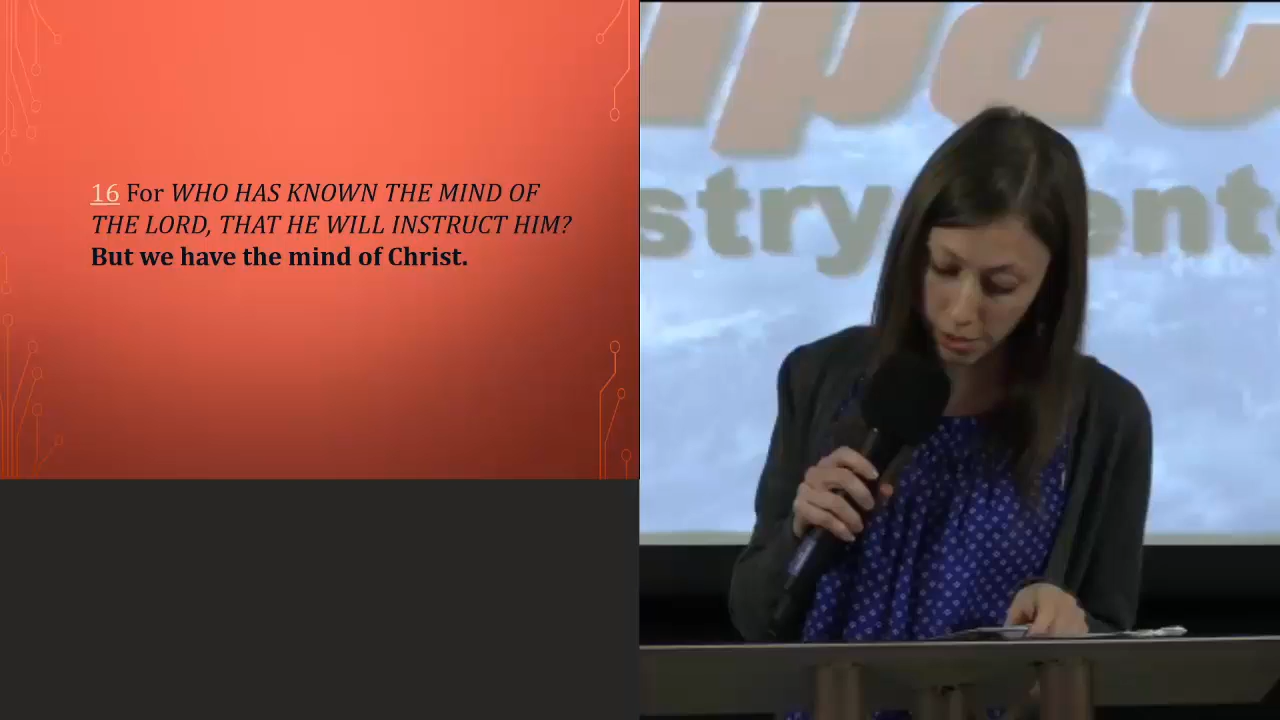 16 For WHO HAS KNOWN THE MIND OF
THE LORD, THAT HE WILL INSTRUCT HIM?
But we have the mind of Christ.